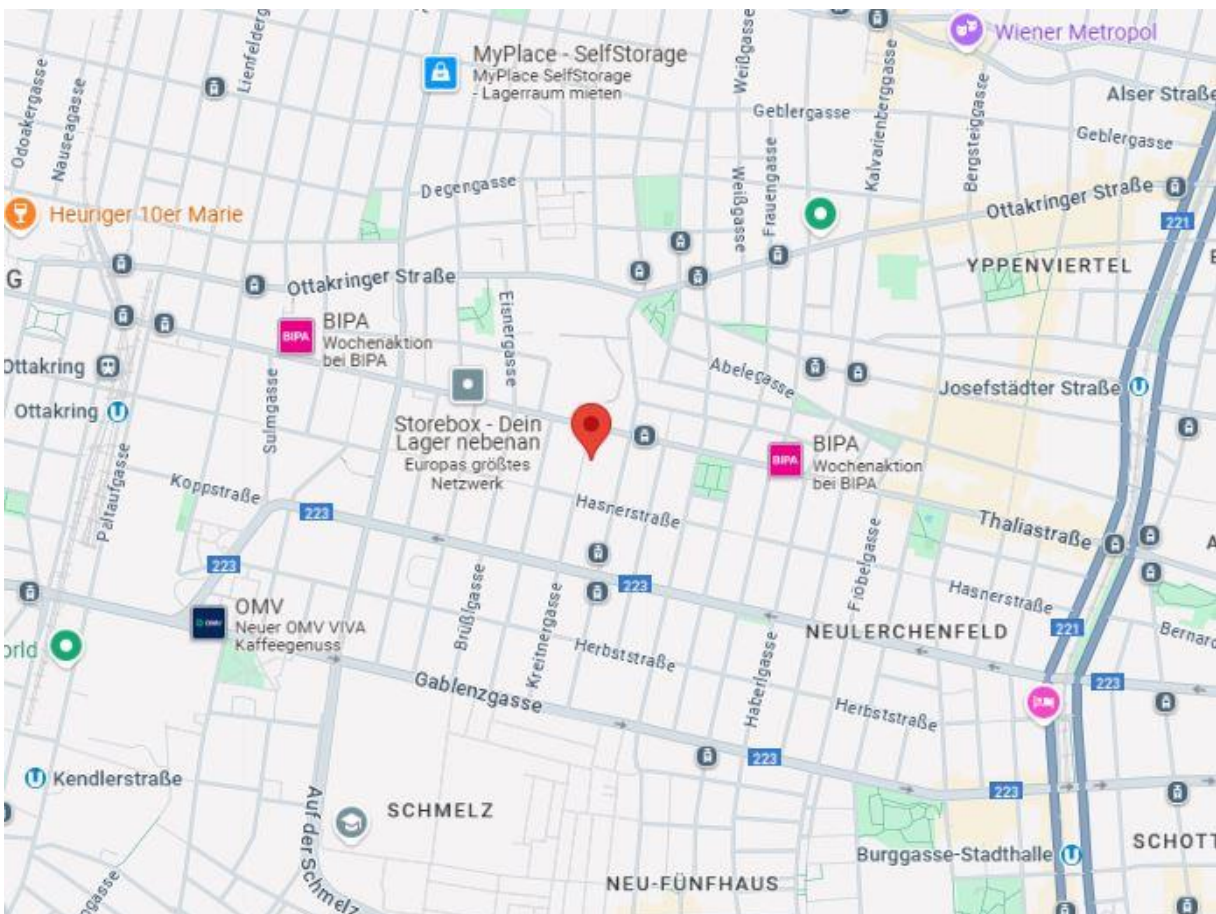 Wiener Metropol
MyPlace - SelfStorage
MyPlace SelfStorage
- Lagerraum mieten
Lienfelderg
Weißgasse
Alser Straße
Geblergasse
Geblergasse
Odoakergasse
Nauseagasse
Kalvarienberggasse
Bergsteiggasse
Degengasse
Weißgasse
Frauengasse
Ottakringer Straße
Heuriger 10er Marie
221
YPPENVIERTEL
G
Ottakringer Straße
Eisnergasse
BIPA
BIPA
Wochenaktion
bei BIPA
Ottakring
Abelegasse
Josefstädter Straße
U
Ottakring
U
Sulmgasse
Storebox - Dein
Lager nebenan
Europas größtes
Netzwerk
BIPA
BIPA
Wochenaktion
bei BIPA
Koppstraße
Paltaufgasse
223
Hasnerstraße
Thaliastraße
A
223
223
Hasnerstraße
Brüßlgasse
Kreitnergasse
OMV
OMV
Neuer OMV VIVA
Kaffeegenuss
Herbststraße
NEULERCHENFELD
221
Bernard
orld
Gablenzgasse
Haberlgasse
Herbststraße
223
223
U
Kendlerstraße
223
Auf der Schmelz
SCHMELZ
Burggasse-Stadthalle
U
SCHOTT
NEU-FÜNFHAUS